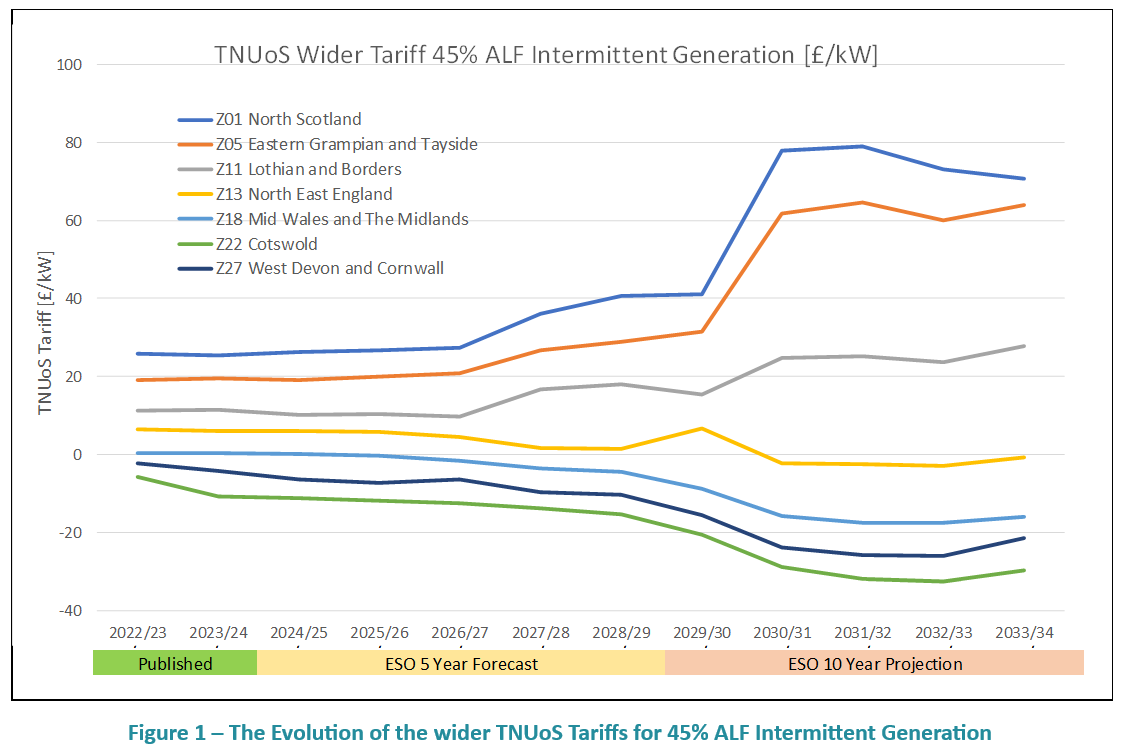 TNUoS Wider Tariff 45% ALF Intermittent Generation [£/kW]
100
80
60
40
20
0
-20
-40
TNUoS Tariff [£/kW]
Z01 North Scotland
Z05 Eastern Grampian and Tayside
Z11 Lothian and Borders
Z13 North East England
Z18 Mid Wales and The Midlands
Z22 Cotswold
Z27 West Devon and Cornwall
2022/23 2023/24 2024/25 2025/26 2026/27 2027/28 2028/29 2029/30 2030/31 2031/32 2032/33 2033/34
Published ESO 5 Year Forecast ESO 10 Year Projection
Figure 1 – The Evolution of the wider TNUoS Tariffs for 45% ALF Intermittent Generation